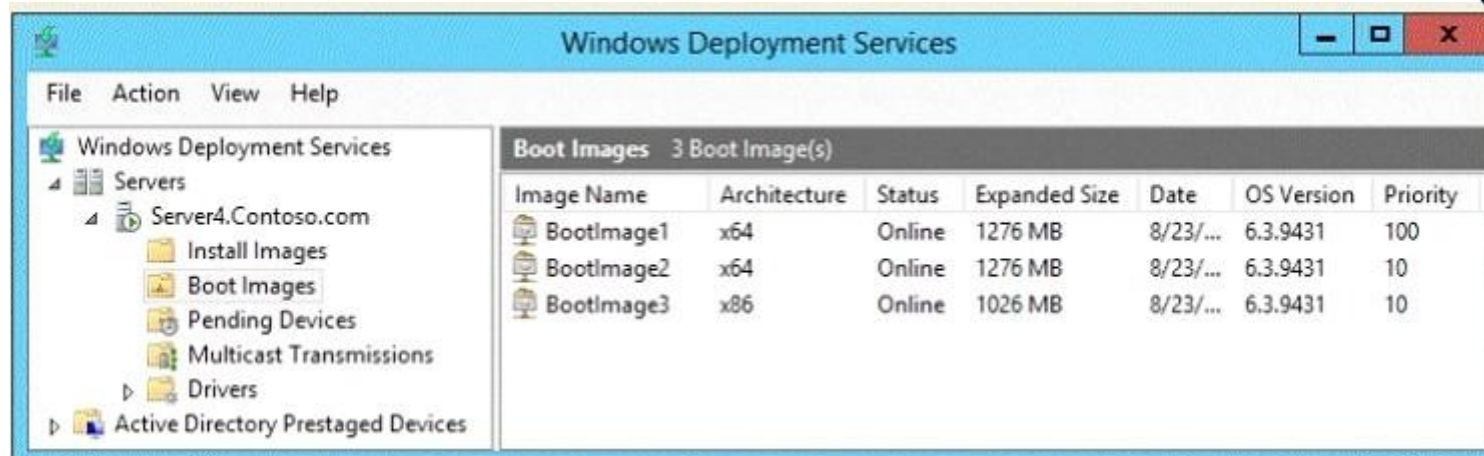 Windows Deployment Services
File Action View Help
Windows Deployment Services
Servers
Server4.Contoso.com
Install Images
Boot Images
Pending Devices
Multicast Transmissions
Drivers
Active Directory Prestaged Devices
Boot Images 3 Boot Image(s)
Image Name Architecture Status Expanded Size Date OS Version Priority
BootImage1 x64 Online 1276 MB 8/23/... 6.3.9431 100
BootImage2 x64 Online 1276 MB 8/23/... 6.3.9431 10
BootImage3 x86 Online 1026 MB 8/23/... 6.3.9431 10